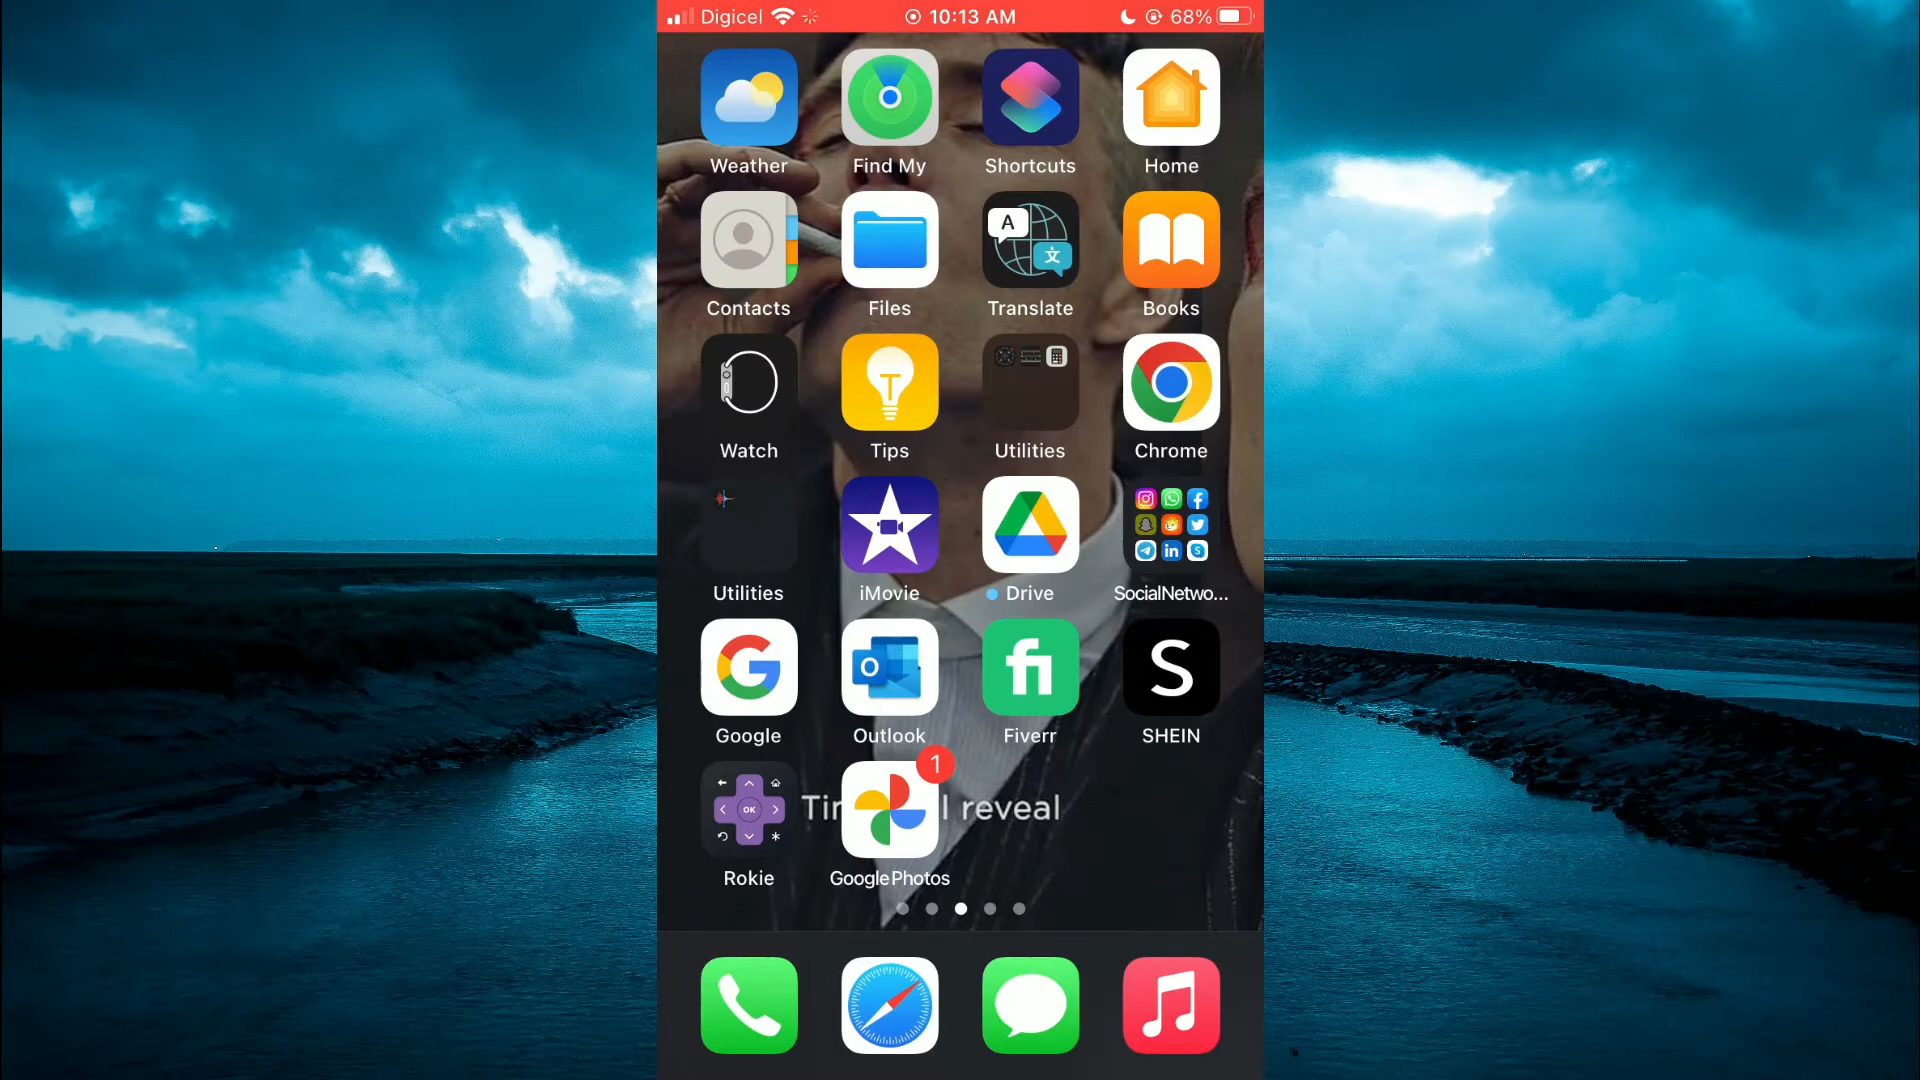 Digicel 10:13 AM 68%
Weather Find My Shortcuts Home
A 文
Contacts Files Translate Books
T
Watch Tips Utilities Chrome
f
in S
Utilities iMovie Drive SocialNetwo...
G O fi S
Google Outlook Fiverr SHEIN
1
OK Tir l reveal
Rokie Google Photos